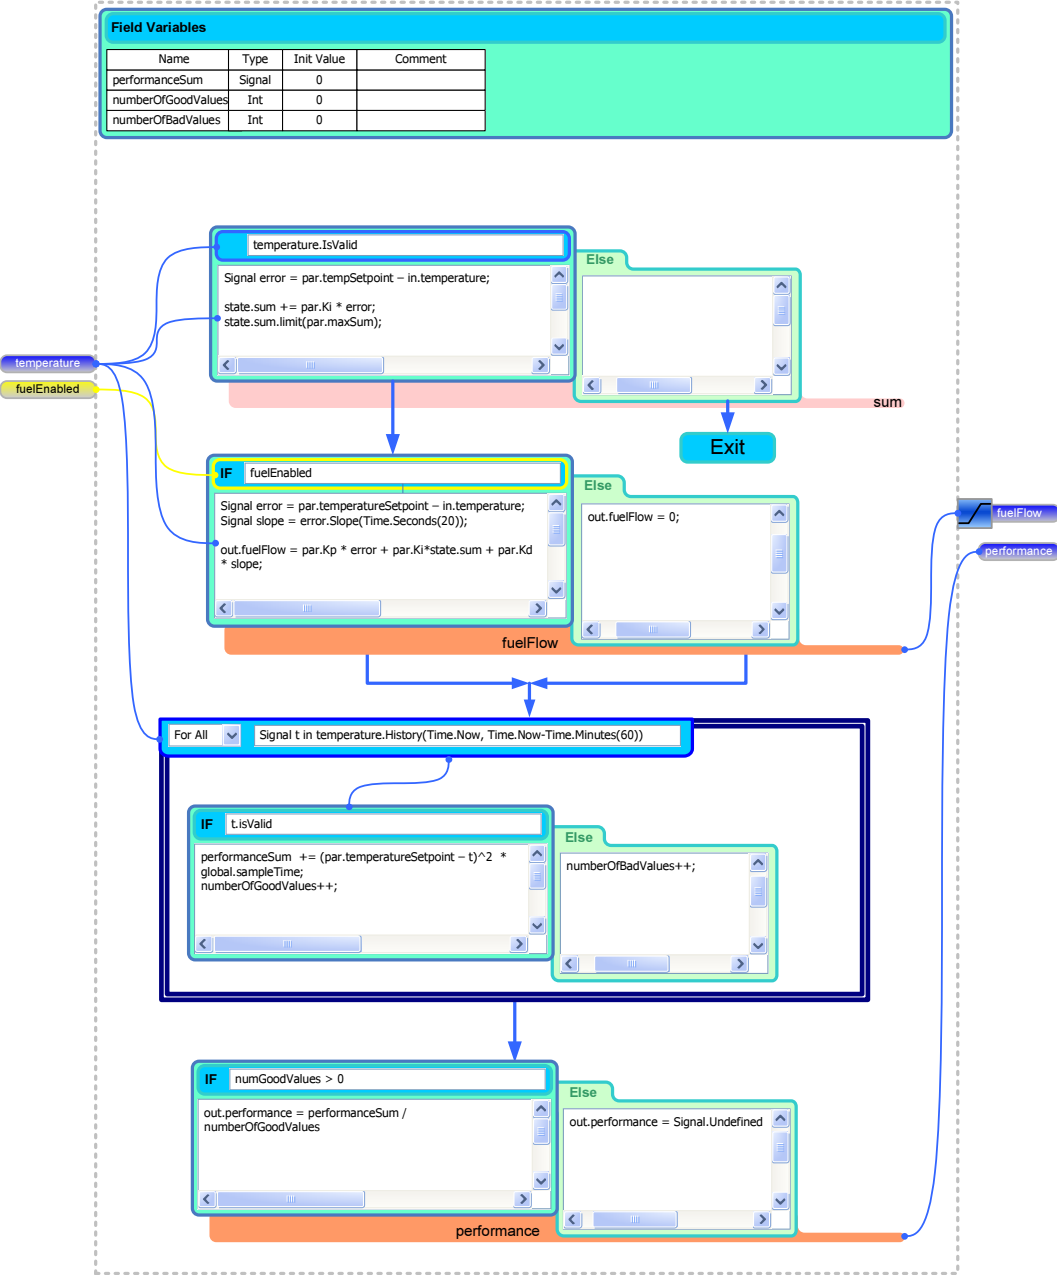 Field Variables
Name Type Init Value Comment
performanceSum Signal 0
numberOfGoodValues Int 0
numberOfBadValues Int 0
temperature.IsValid
Signal error = par.tempSetpoint – in.temperature;
state.sum += par.Ki * error;
state.sum.limit(par.maxSum);
Else
temperature
fuelEnabled
sum
Exit
IF fuelEnabled
Signal error = par.temperatureSetpoint – in.temperature;
Signal slope = error.Slope(Time.Seconds(20));
out.fuelFlow = par.Kp * error + par.Ki*state.sum + par.Kd
* slope;
Else
out.fuelFlow = 0;
fuelFlow
performance
fuelFlow
For All Signal t in temperature.History(Time.Now, Time.Now-Time.Minutes(60))
IF t.isValid
performanceSum += (par.temperatureSetpoint – t)^2 *
global.sampleTime;
numberOfGoodValues++;
Else
numberOfBadValues++;
IF numGoodValues > 0
out.performance = performanceSum /
numberOfGoodValues
Else
out.performance = Signal.Undefined
performance